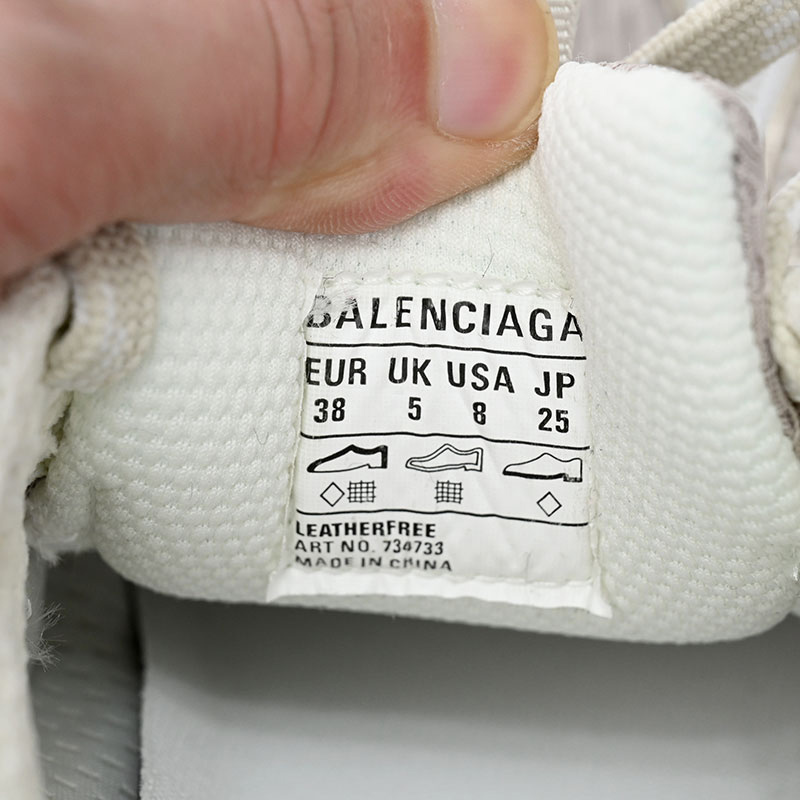 BALENCIAGA
EUR UK USA JP
38 5 8 25
LEATHERFREE
ART NO. 734733
MADE IN CHINA